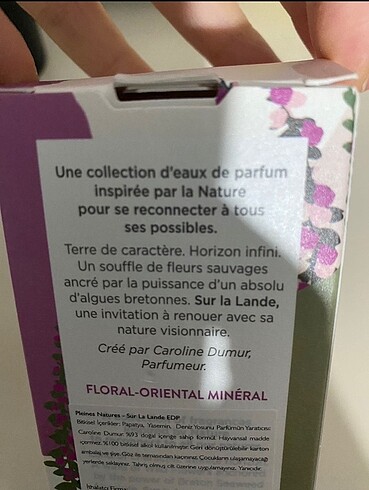 Une collection d'eaux de parfum
inspirée par la Nature
pour se reconnecter à tous
ses possibles.
Terre de caractère. Horizon infini.
Un souffle de fleurs sauvages
ancré par la puissance d'un absolu
d'algues bretonnes. Sur la Lande,
une invitation à renouer avec sa
nature visionnaire.
Créé par Caroline Dumur,
Parfumeur.
FLORAL-ORIENTAL MINÉRAL
Pleines Natures – Sur La Lande EDP
Bitkisel İçerikler: Papatya, Yasemin, Deniz Yosunu Parfümün Yaratıcısı:
Caroline Dumur %93 doğal içeriğe sahip formül. Hayvansal madde
içermez. %100 bitkisel alkol kullanılmıştır. Geri dönüştürülebilir karton
ambalaj ve şişe. Göz ile temasından kaçınınız. Çocukların ulaşamayacağı
yerlerde saklayınız. Tahriş olmuş cilt üzerine uygulamayınız. Yanıcıdır.
İthalatçı Firma